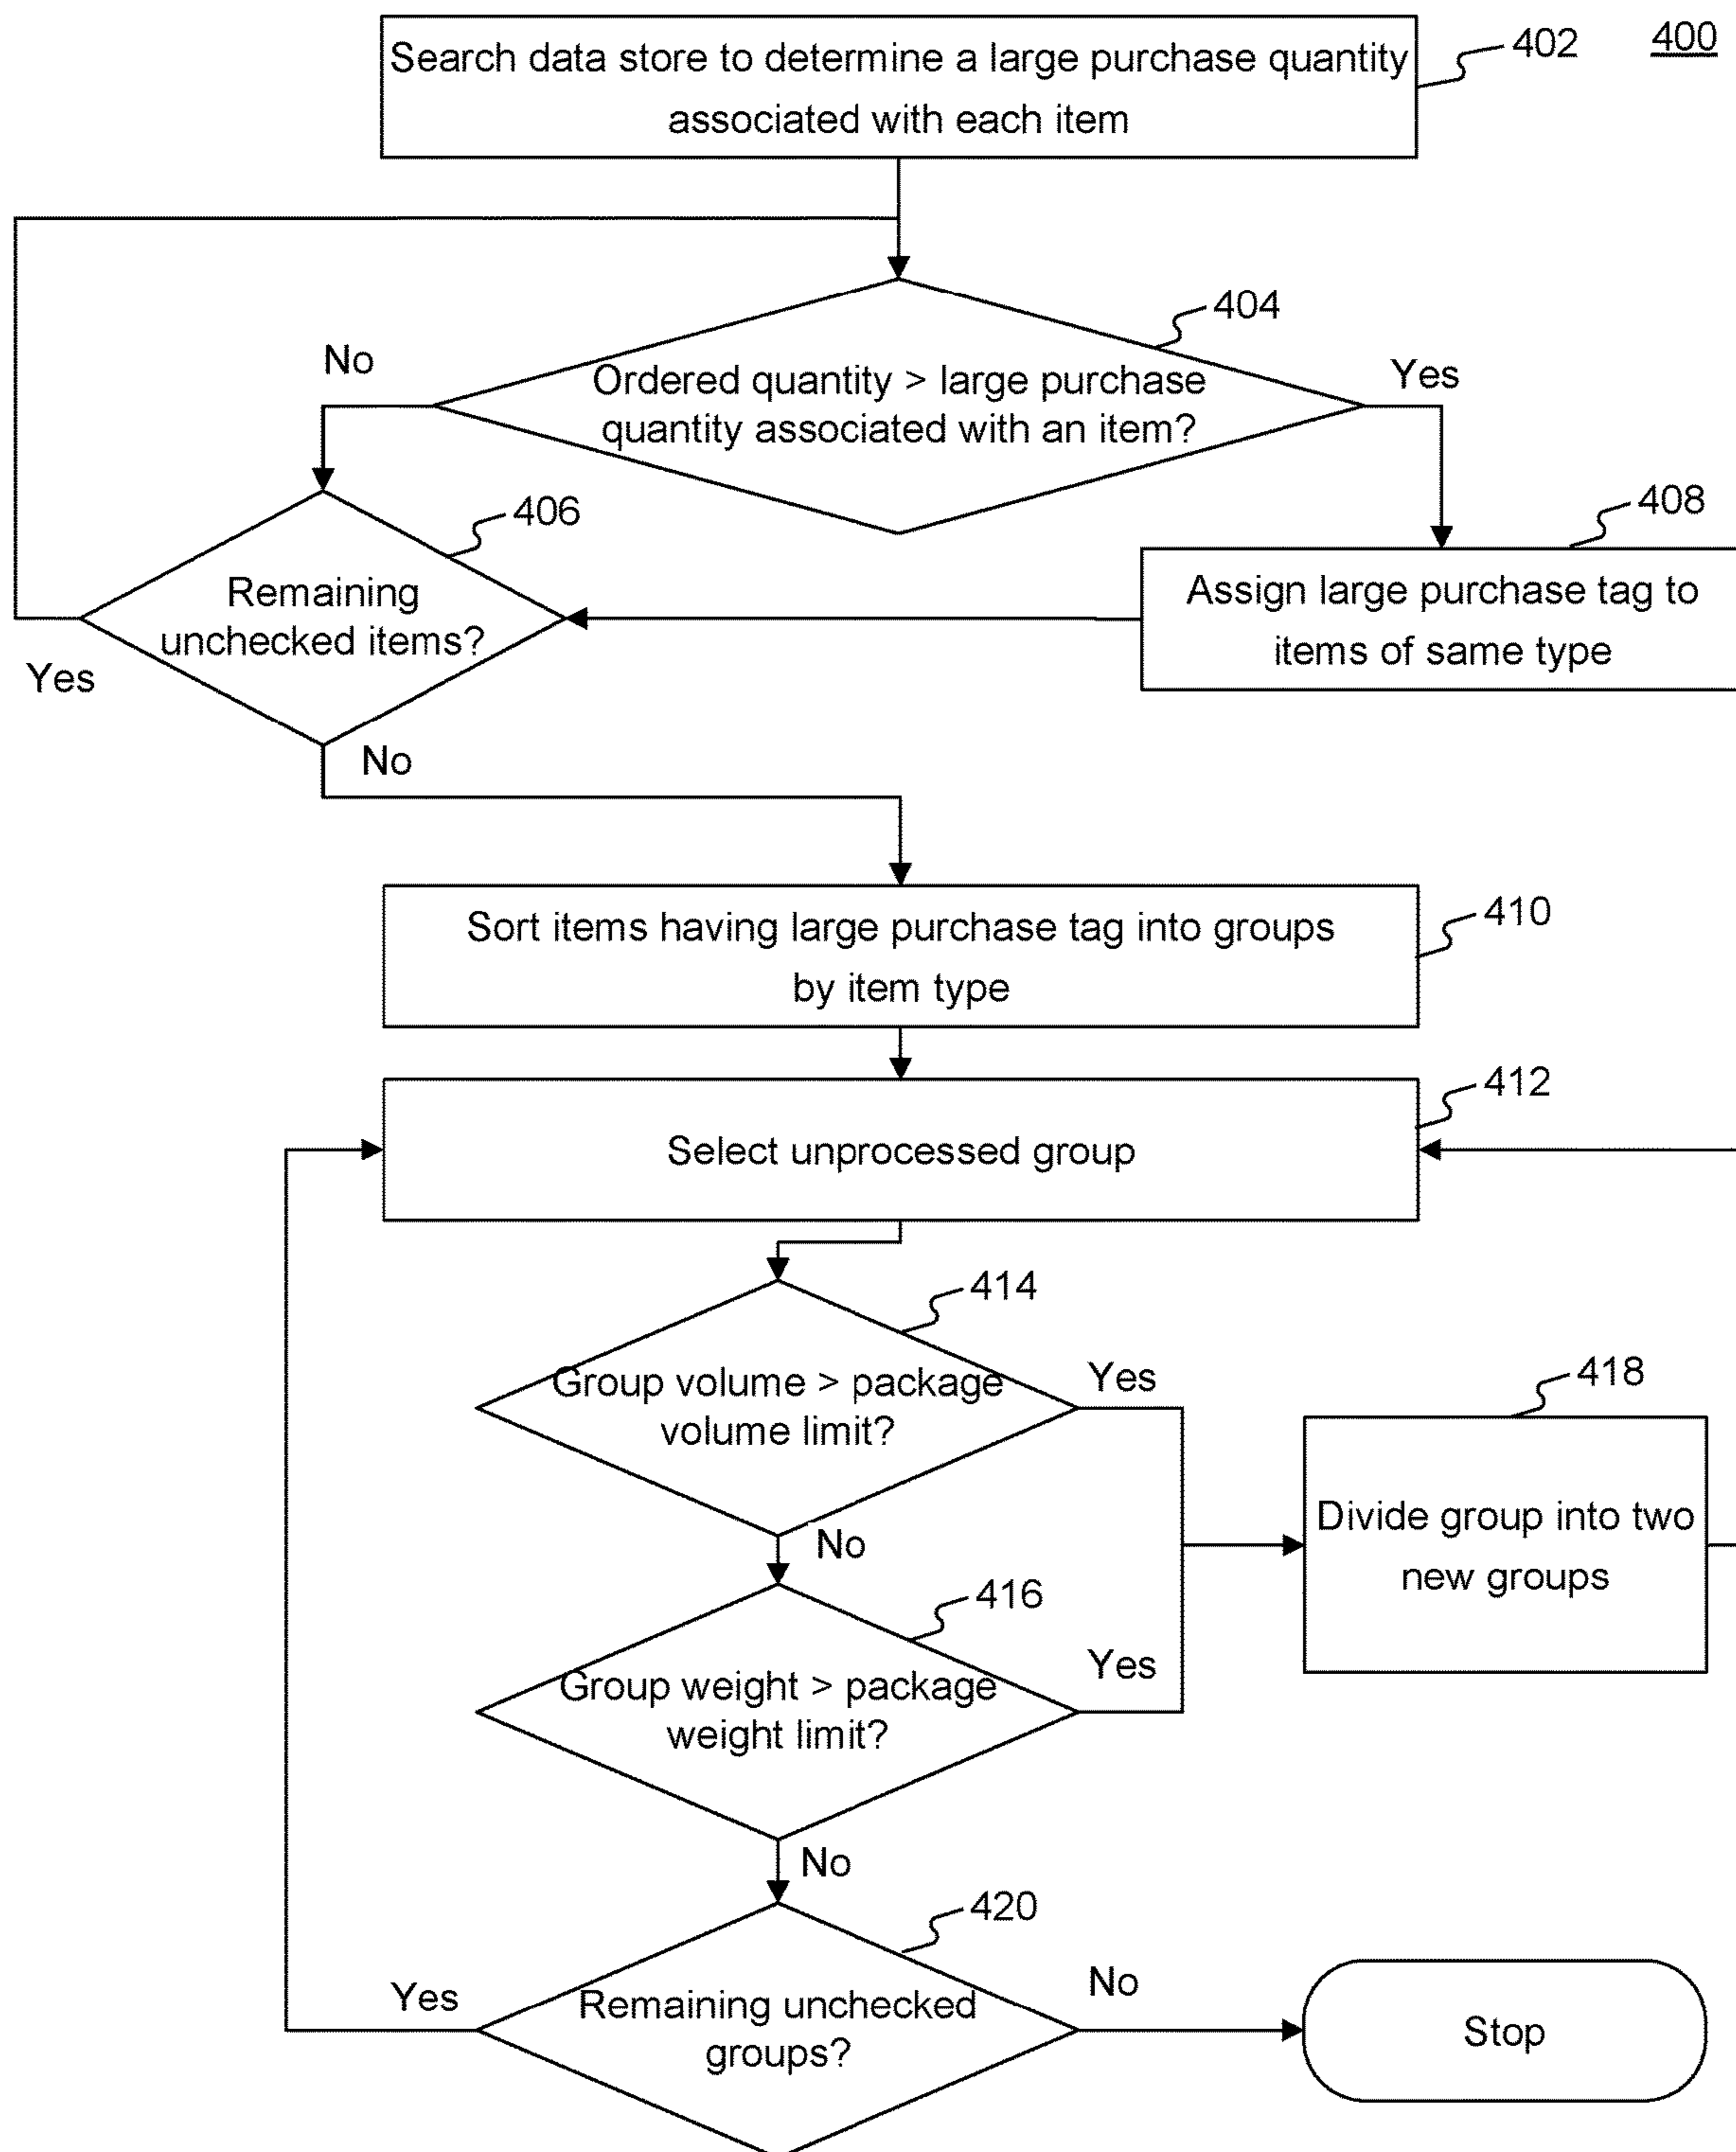 400
Search data store to determine a large purchase quantity
associated with each item
402
404
Ordered quantity > large purchase
quantity associated with an item?
No
Yes
406
Remaining
unchecked items?
Yes
No
408
Assign large purchase tag to
items of same type
410
Sort items having large purchase tag into groups
by item type
412
Select unprocessed group
414
Group volume > package
volume limit?
Yes
No
416
Group weight > package
weight limit?
Yes
No
418
Divide group into two
new groups
420
Remaining unchecked
groups?
Yes
No
Stop